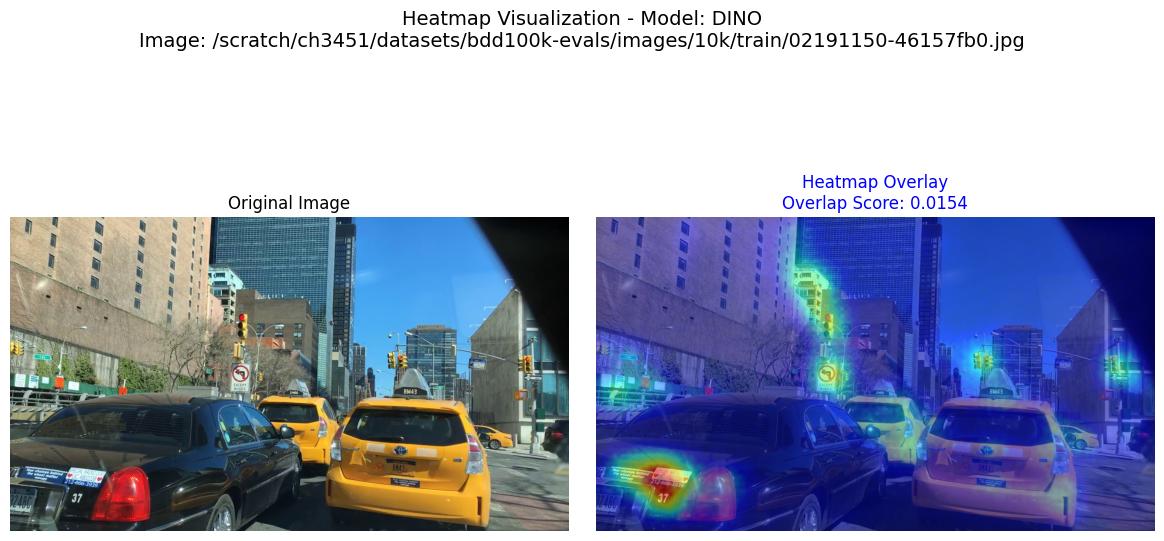 Heatmap Visualization - Model: DINO
Image: /scratch/ch3451/datasets/bdd100k-evals/images/10k/train/02191150-46157fb0.jpg
Original Image
Heatmap Overlay
Overlap Score: 0.0154
37
37